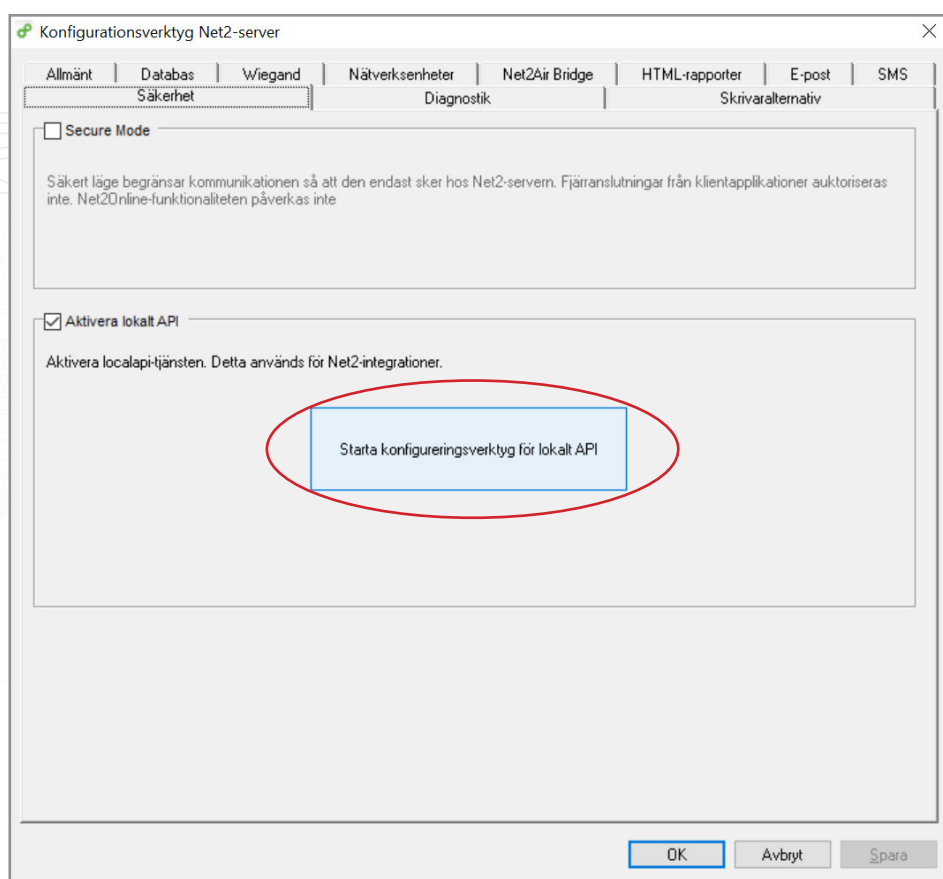 Konfigurationsverktyg Net2-server
Allmänt Databas Wiegand Nätverksenheter Net2Air Bridge HTML-rapporter E-post SMS
Säkerhet Diagnostik Skrivaralternativ
Secure Mode
Säkert läge begränsar kommunikationen så att den endast sker hos Net2-servern. Fjärranslutningar från klientapplikationer auktoriseras
inte. Net2Online-funktionaliteten påverkas inte
Aktivera lokalt API
Aktivera localapi-tjänsten. Detta används för Net2-integrationer.
Starta konfigureringsverktyg för lokalt API
OK Avbryt Spara